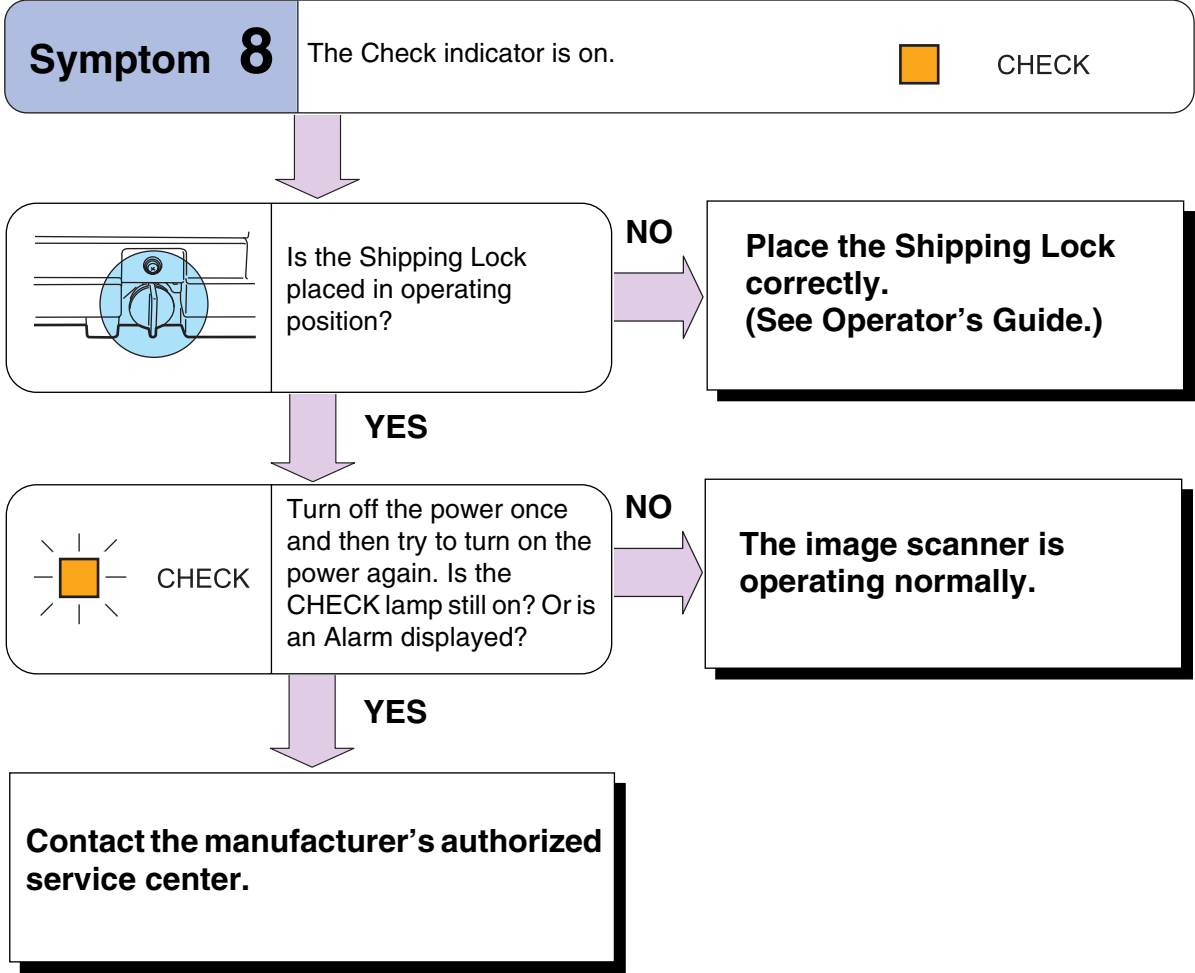 Symptom 8
The Check indicator is on.
CHECK
Is the Shipping Lock
placed in operating
position?
NO
Place the Shipping Lock
correctly.
(See Operator’s Guide.)
YES
CHECK
Turn off the power once
and then try to turn on the
power again. Is the
CHECK lamp still on? Or is
an Alarm displayed?
NO
The image scanner is
operating normally.
YES
Contact the manufacturer’s authorized
service center.